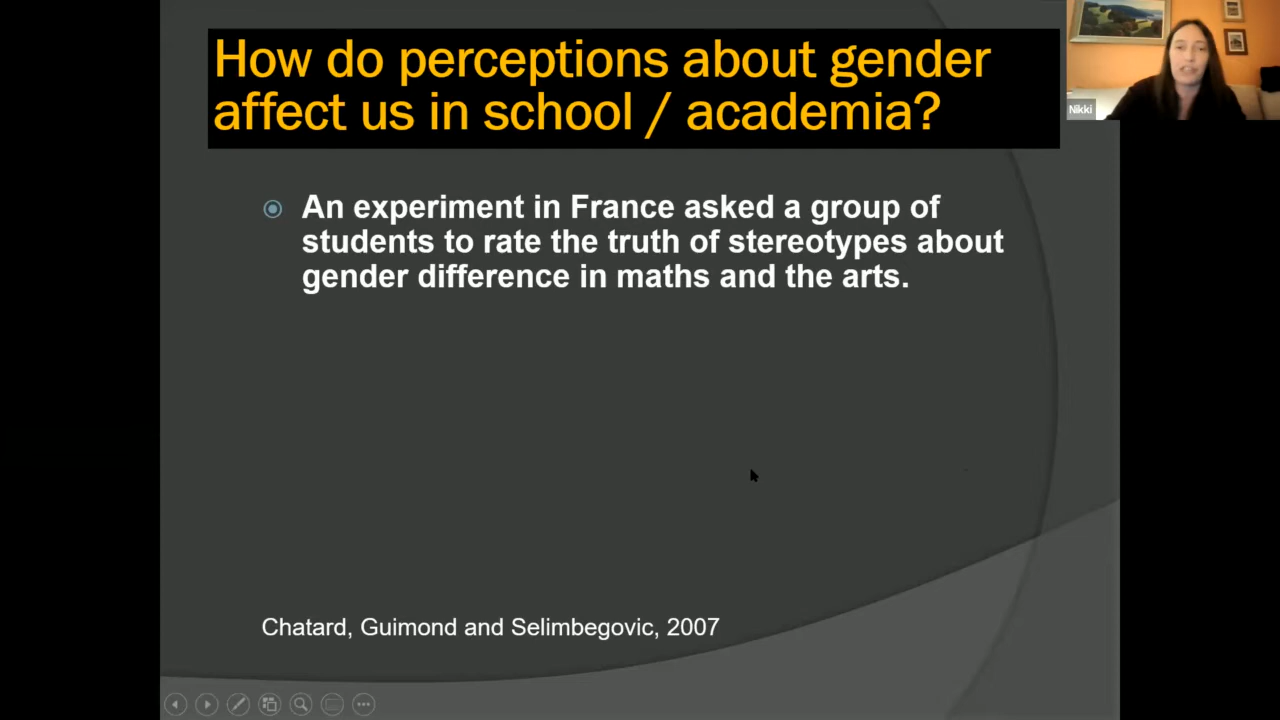 How do perceptions about gender
affect us in school / academia?
Nikki
An experiment in France asked a group of
students to rate the truth of stereotypes about
gender difference in maths and the arts.
Chatard, Guimond and Selimbegovic, 2007